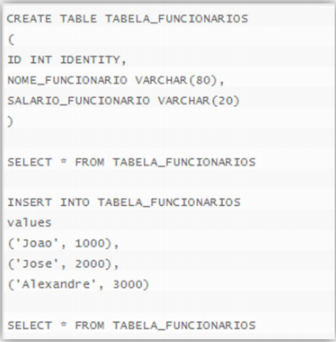 CREATE TABLE TABELA_FUNCIONARIOS
(
ID INT IDENTITY,
NOME_FUNCIONARIO VARCHAR(80),
SALARIO_FUNCIONARIO VARCHAR(20)
)
SELECT * FROM TABELA_FUNCIONARIOS
INSERT INTO TABELA_FUNCIONARIOS
values
('Joao', 1000),
('Jose', 2000),
('Alexandre', 3000)
SELECT * FROM TABELA_FUNCIONARIOS